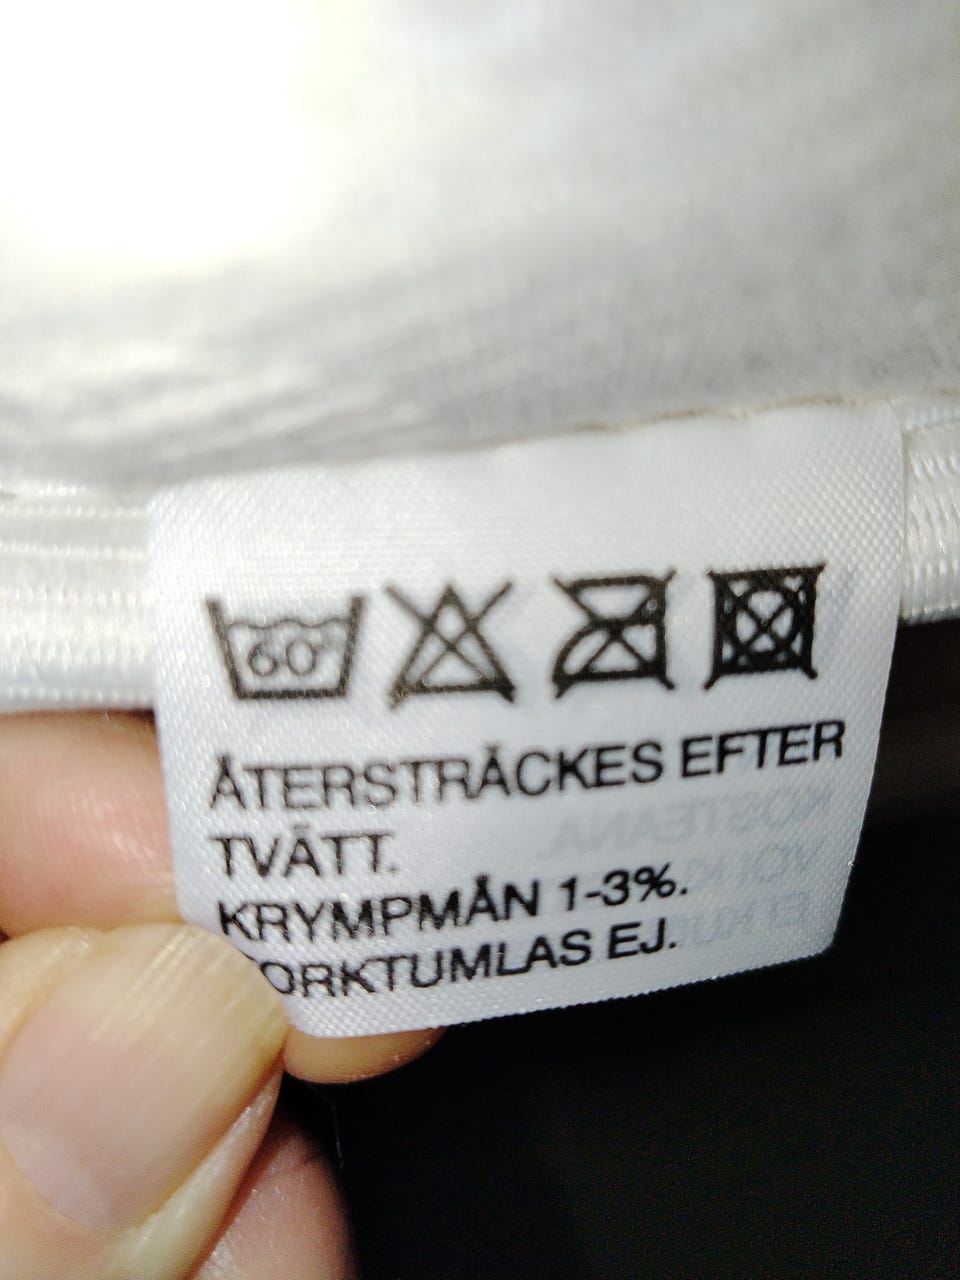 60°
ÅTERSTRÄCKES EFTER
TVÄTT.
KRYMPMÅN 1-3%.
ORKTUMLAS EJ.